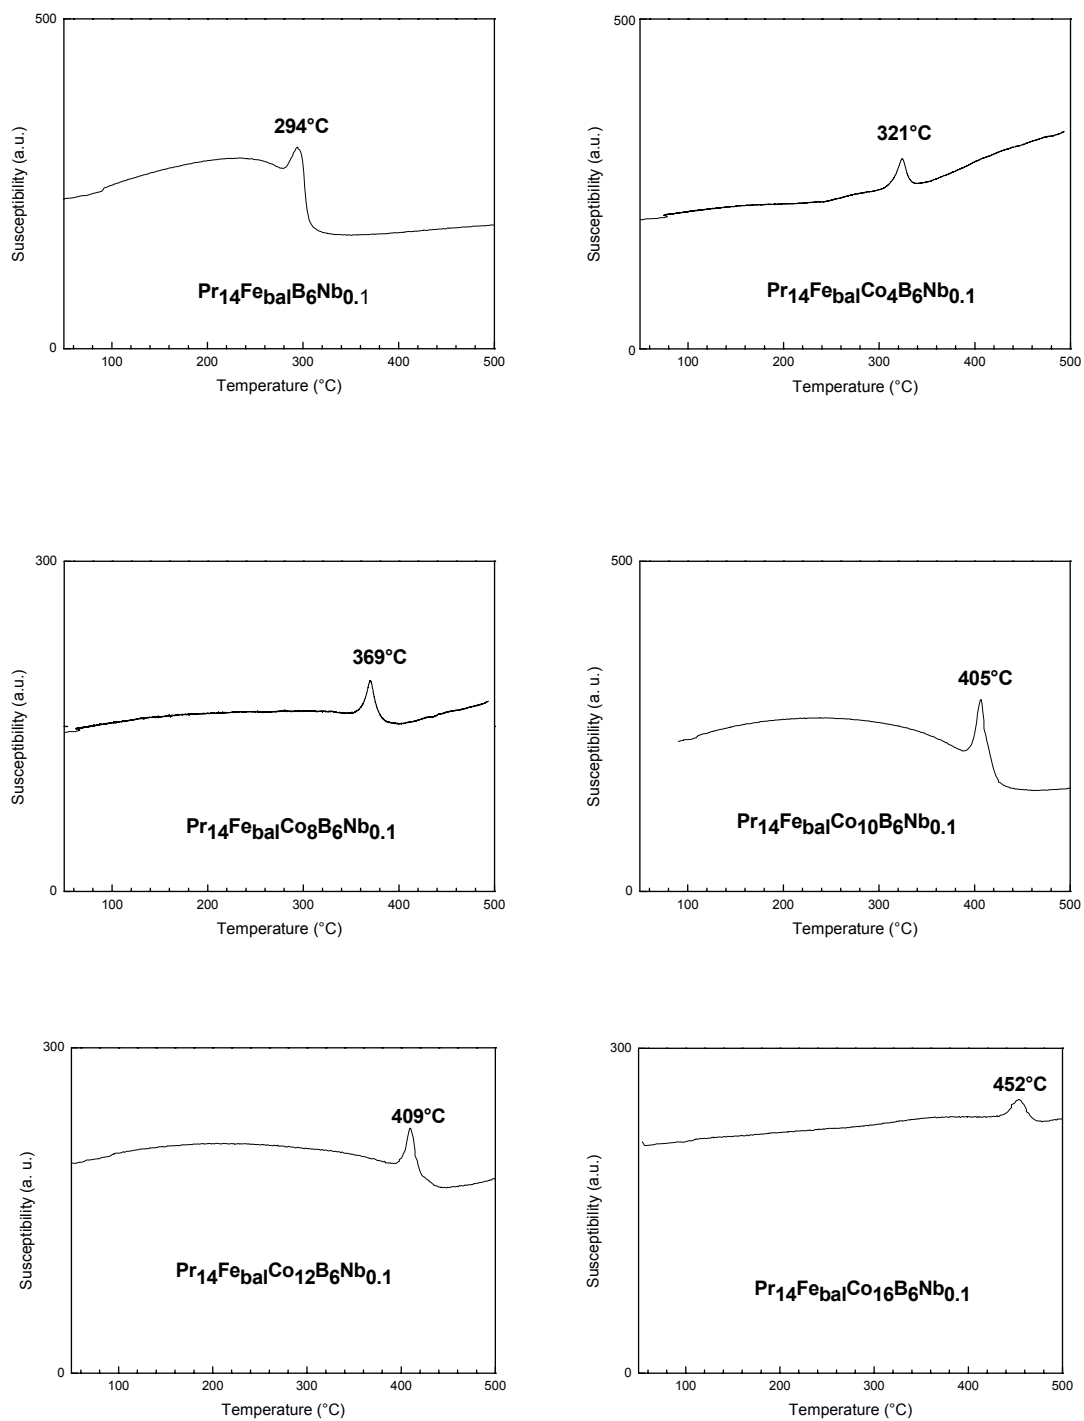 500
294°C
Susceptibility (a.u.)
Pr14FebalB6Nb0.1
0
100 200 300 400 500
Temperature (°C)
500
321°C
Susceptibility (a.u.)
Pr14FebalCo4B6Nb0.1
0
100 200 300 400 500
Temperature (°C)
300
369°C
Susceptibility (a.u.)
Pr14FebalCo8B6Nb0.1
0
100 200 300 400 500
Temperature (°C)
500
405°C
Susceptibility (a. u.)
Pr14FebalCo10B6Nb0.1
0
100 200 300 400 500
Temperature (°C)
300
409°C
Susceptibility (a. u.)
Pr14FebalCo12B6Nb0.1
0
100 200 300 400 500
Temperature (°C)
300
452°C
Susceptibility (a.u.)
Pr14FebalCo16B6Nb0.1
0
100 200 300 400 500
Temperature (°C)